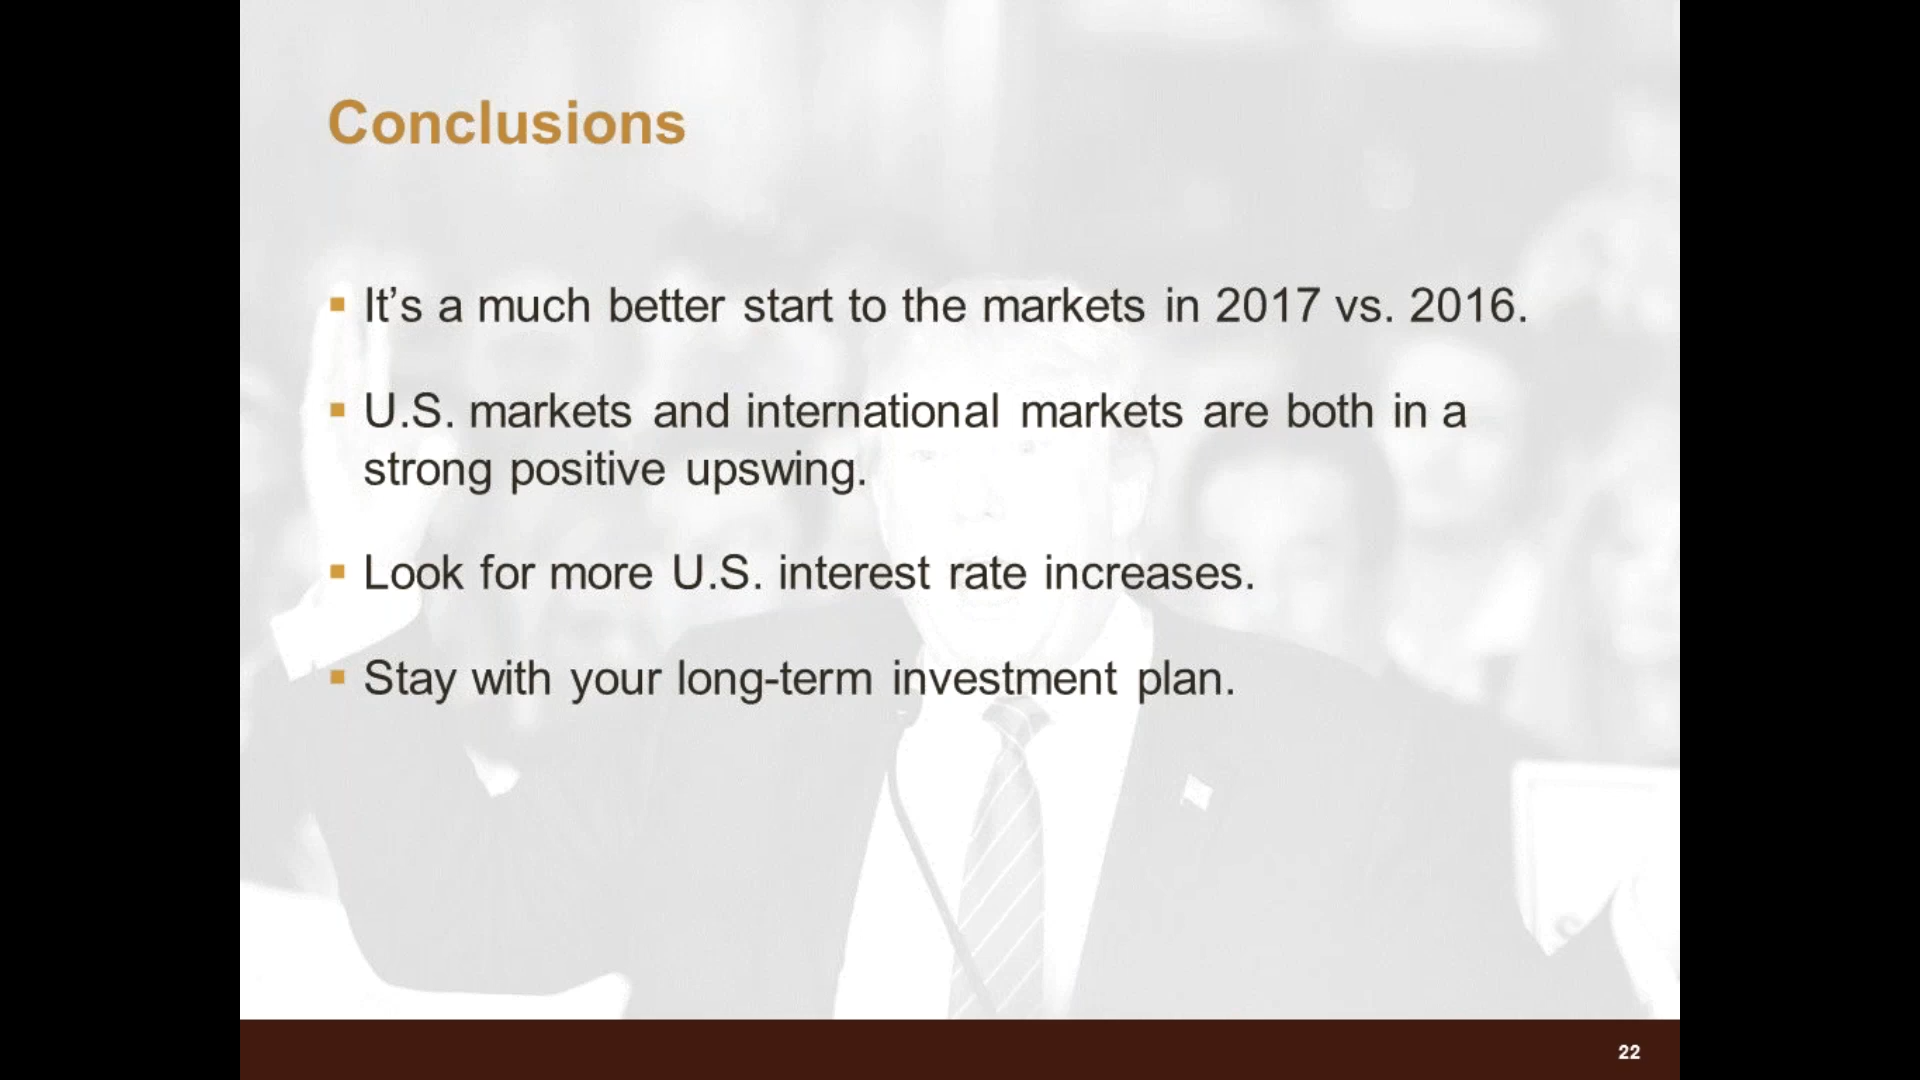 Conclusions
It’s a much better start to the markets in 2017 vs. 2016.
U.S. markets and international markets are both in a
strong positive upswing.
Look for more U.S. interest rate increases.
Stay with your long-term investment plan.
22